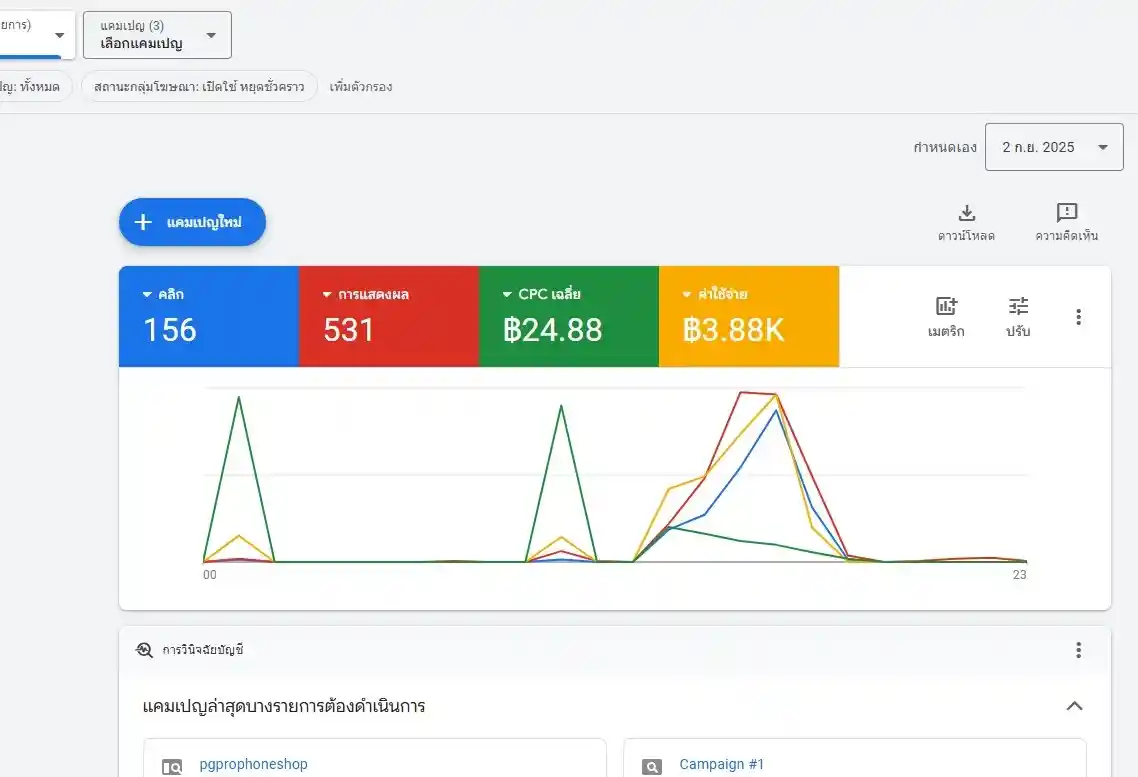 ยการ)
แคมเปญ (3)
เลือกแคมเปญ
ทั้งหมด
สถานะกลุ่มโฆษณา: เปิดใช้ หยุดชั่วคราว
เพิ่มตัวกรอง
กำหนดเอง
2 ก.ย. 2025
แคมเปญใหม่
ดาวน์โหลด
ความคิดเห็น
คลิก
156
การแสดงผล
531
CPC เฉลี่ย
฿24.88
ค่าใช้จ่าย
฿3.88K
เมตริก
ปรับ
00
23
การวินิจฉัยบัญชี
แคมเปญล่าสุดบางรายการต้องดำเนินการ
pgprophoneshop
Campaign #1